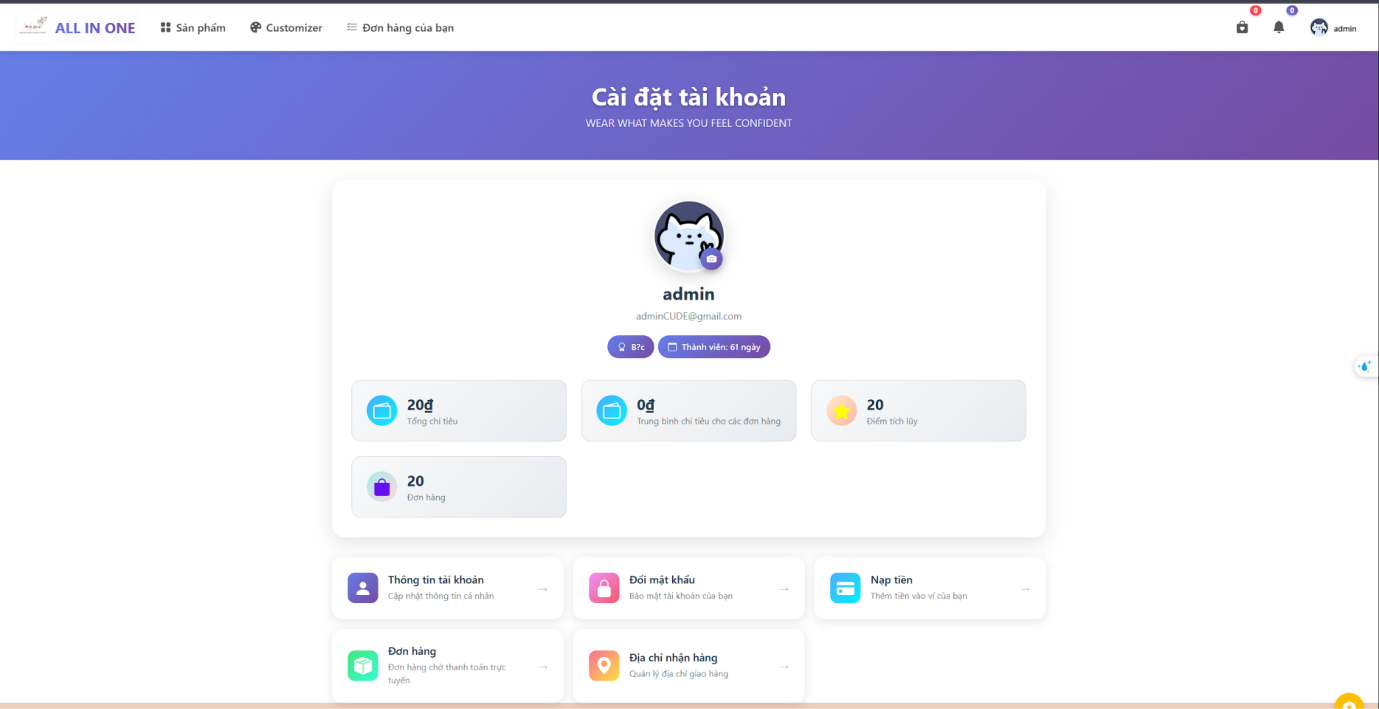 ALL IN ONE
Sản phẩm
Customizer
Đơn hàng của bạn
0
0
admin
Cài đặt tài khoản
WEAR WHAT MAKES YOU FEEL CONFIDENT
admin
adminCUDE@gmail.com
B?c
Thành viên: 61 ngày
20₫
Tổng chi tiêu
0₫
Trung bình chi tiêu cho các đơn hàng
20
Điểm tích lũy
20
Đơn hàng
Thông tin tài khoản
Cập nhật thông tin cá nhân
→
Đổi mật khẩu
Bảo mật tài khoản của bạn
→
Nạp tiền
Thêm tiền vào ví của bạn
→
Đơn hàng
Đơn hàng chờ thanh toán trực
tuyến
→
Địa chỉ nhận hàng
Quản lý địa chỉ giao hàng
→